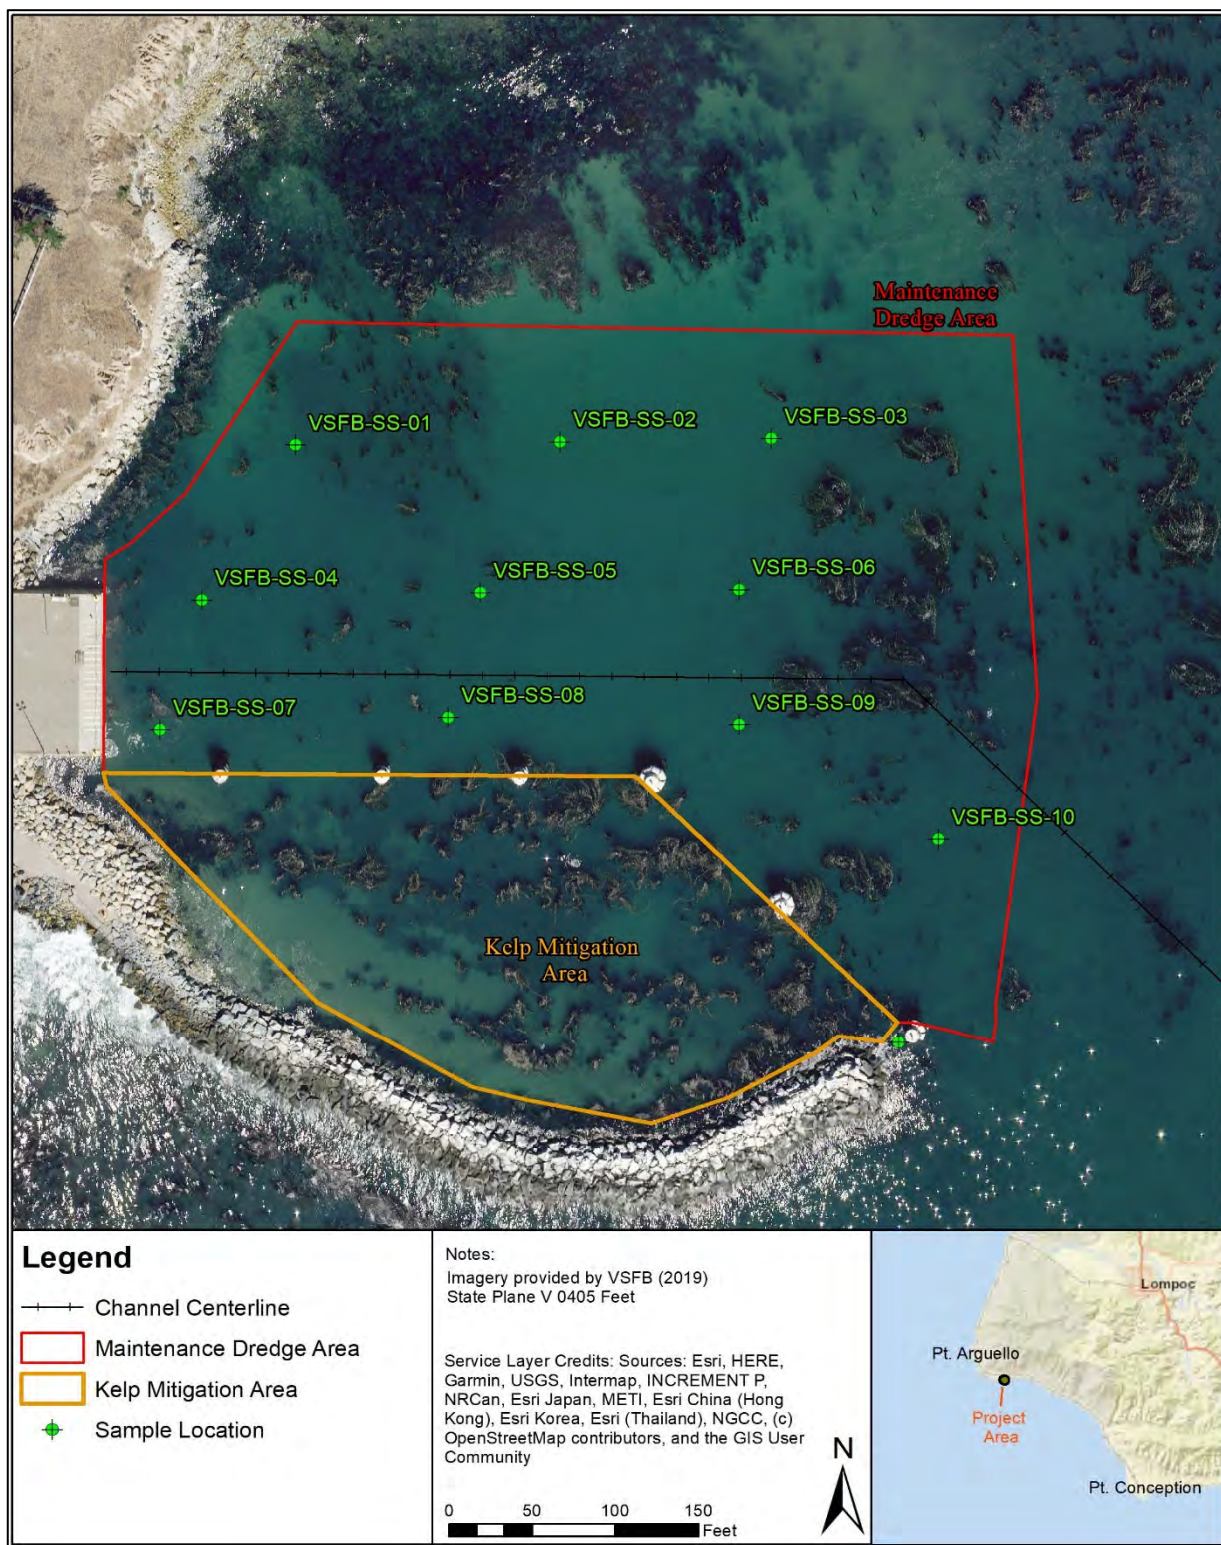 Maintenance
Dredge Area
VSFB-SS-01
VSFB-SS-02
VSFB-SS-03
VSFB-SS-04
VSFB-SS-05
VSFB-SS-06
VSFB-SS-07
VSFB-SS-08
VSFB-SS-09
VSFB-SS-10
Kelp Mitigation
Area
Legend
Channel Centerline
Maintenance Dredge Area
Kelp Mitigation Area
Sample Location
Notes:
Imagery provided by VSFB (2019)
State Plane V 0405 Feet
Service Layer Credits: Sources: Esri, HERE,
Garmin, USGS, Intermap, INCREMENT P,
NRCan, Esri Japan, METI, Esri China (Hong
Kong), Esri Korea, Esri (Thailand), NGCC, (c)
OpenStreetMap contributors, and the GIS User
Community
N
0 50 100 150
Feet
Lompoc
Pt. Arguello
Project
Area
Pt. Conception